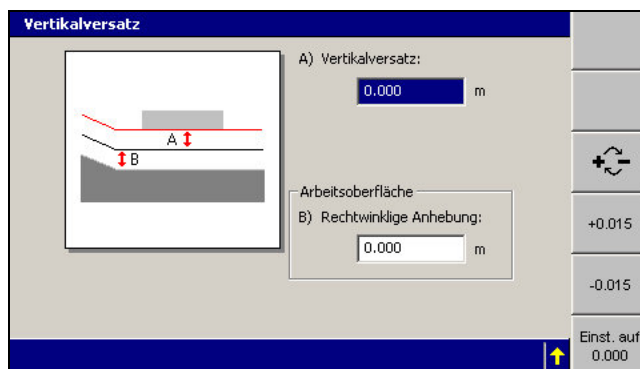 Vertikalversatz
A) Vertikalversatz:
0.000 m
A
B
Arbeitsoberfläche
B) Rechtwinklige Anhebung:
0.000 m
+ -
+0.015
-0.015
Einst. auf
0.000